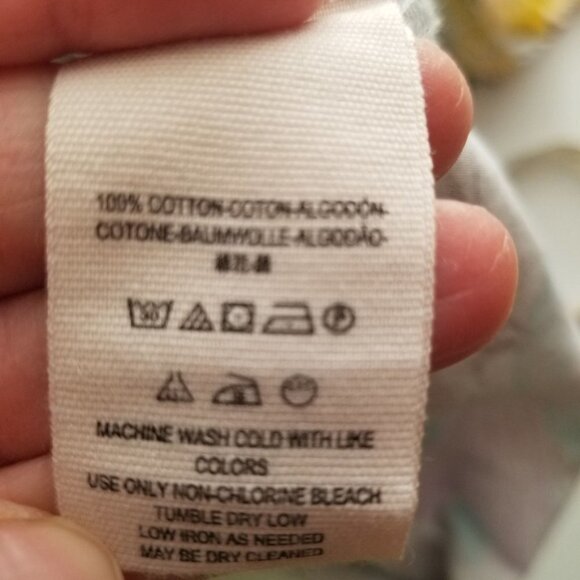 100% COTTON-COTON-ALGODÓN-
COTONE-BAUMWOLLE-ALGODÃO-
30
MACHINE WASH COLD WITH LIKE
COLORS
USE ONLY NON-CHLORINE BLEACH
TUMBLE DRY LOW
LOW IRON AS NEEDED
MAY BE DRY CLEANED